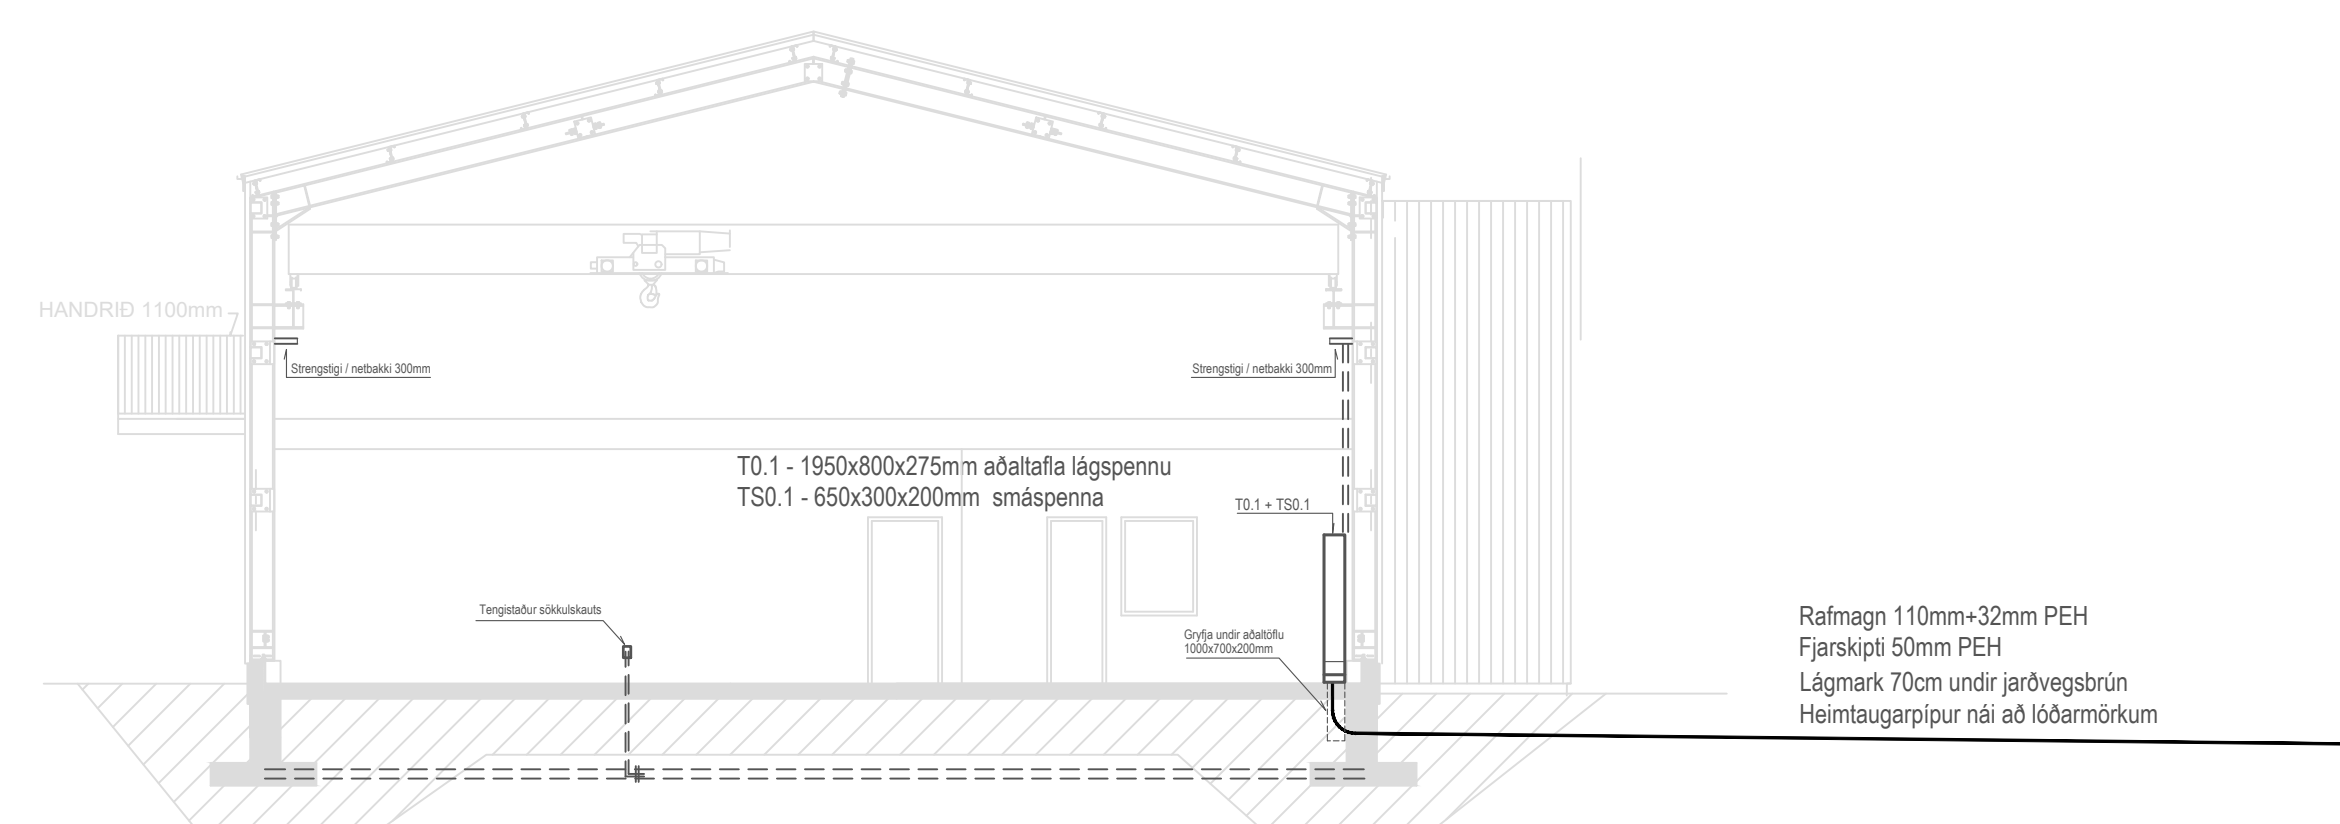 HANDRIÐ 1100mm
Strengstigi / netbakki 300mm
Strengstigi / netbakki 300mm
T0.1 - 1950x800x275mm aðaltafla lágspennu
TS0.1 - 650x300x200mm smáspenna
T0.1 + TS0.1
Tengistaður sökkulskauts
Gryfja undir aðaltöflu
1000x700x200mm
Rafmagn 110mm+32mm PEH
Fjarskipti 50mm PEH
Lágmark 70cm undir jarðvegsbrún
Heimtaugarpípur nái að lóðarmörkum